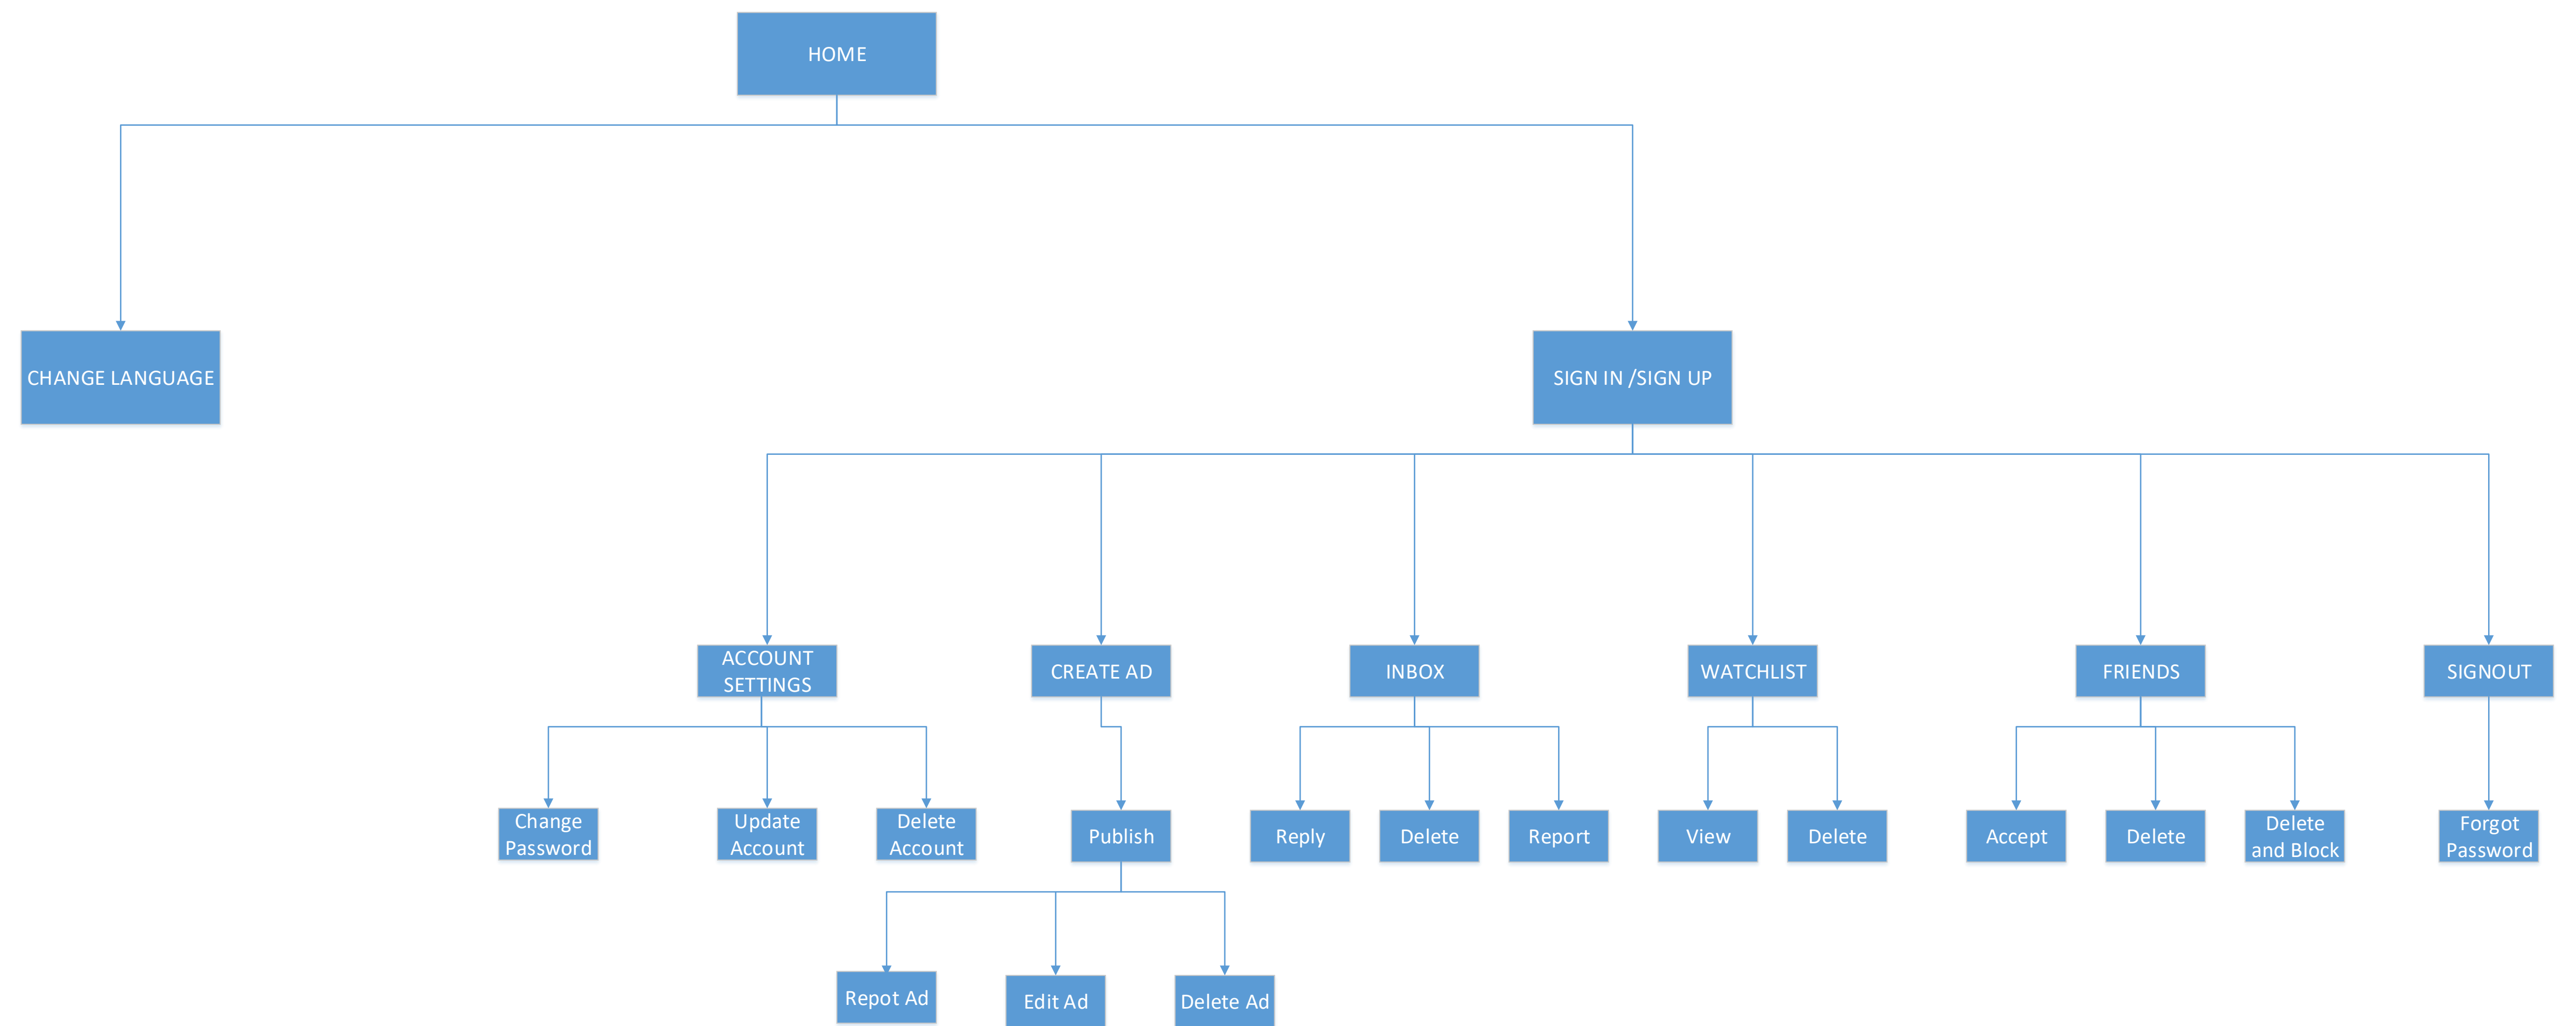 HOME
CHANGE LANGUAGE
SIGN IN /SIGN UP
ACCOUNT
SETTINGS
CREATE AD
INBOX
WATCHLIST
FRIENDS
SIGNOUT
Change
Password
Update
Account
Delete
Account
Publish
Reply
Delete
Report
View
Delete
Accept
Delete
Delete
and Block
Forgot
Password
Repot Ad
Edit Ad
Delete Ad